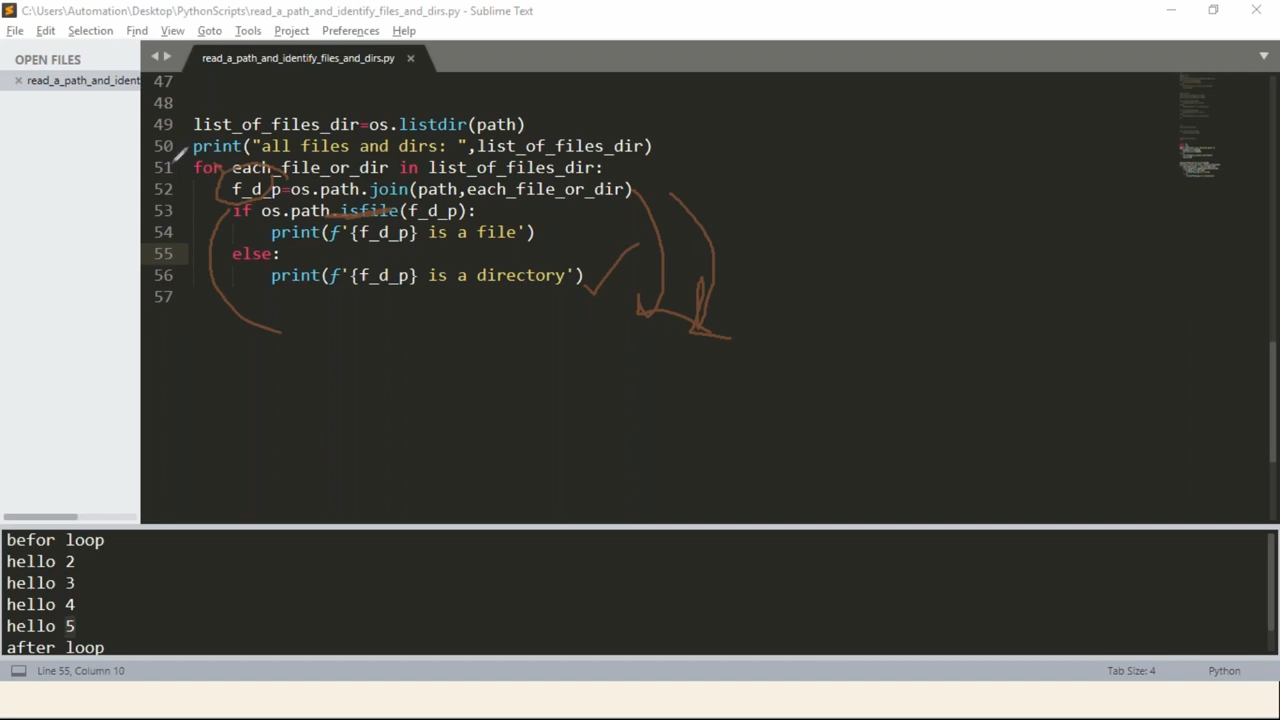 C:\Users\Automation\Desktop\PythonScripts\read_a_path_and_identify_files_and_dirs.py - Sublime Text
File Edit Selection Find View Goto Tools Project Preferences Help
OPEN FILES
read_a_path_and_ident
read_a_path_and_identify_files_and_dirs.py
47
48
49 list_of_files_dir=os.listdir(path)
50 print("all files and dirs: ",list_of_files_dir)
51 for each_file_or_dir in list_of_files_dir:
52 f_d_p=os.path.join(path,each_file_or_dir)
53 if os.path.isfile(f_d_p):
54 print(f'{f_d_p} is a file')
55 else:
56 print(f'{f_d_p} is a directory')
57
befor loop
hello 2
hello 3
hello 4
hello 5
after loop
Line 55, Column 10
Tab Size: 4
Python